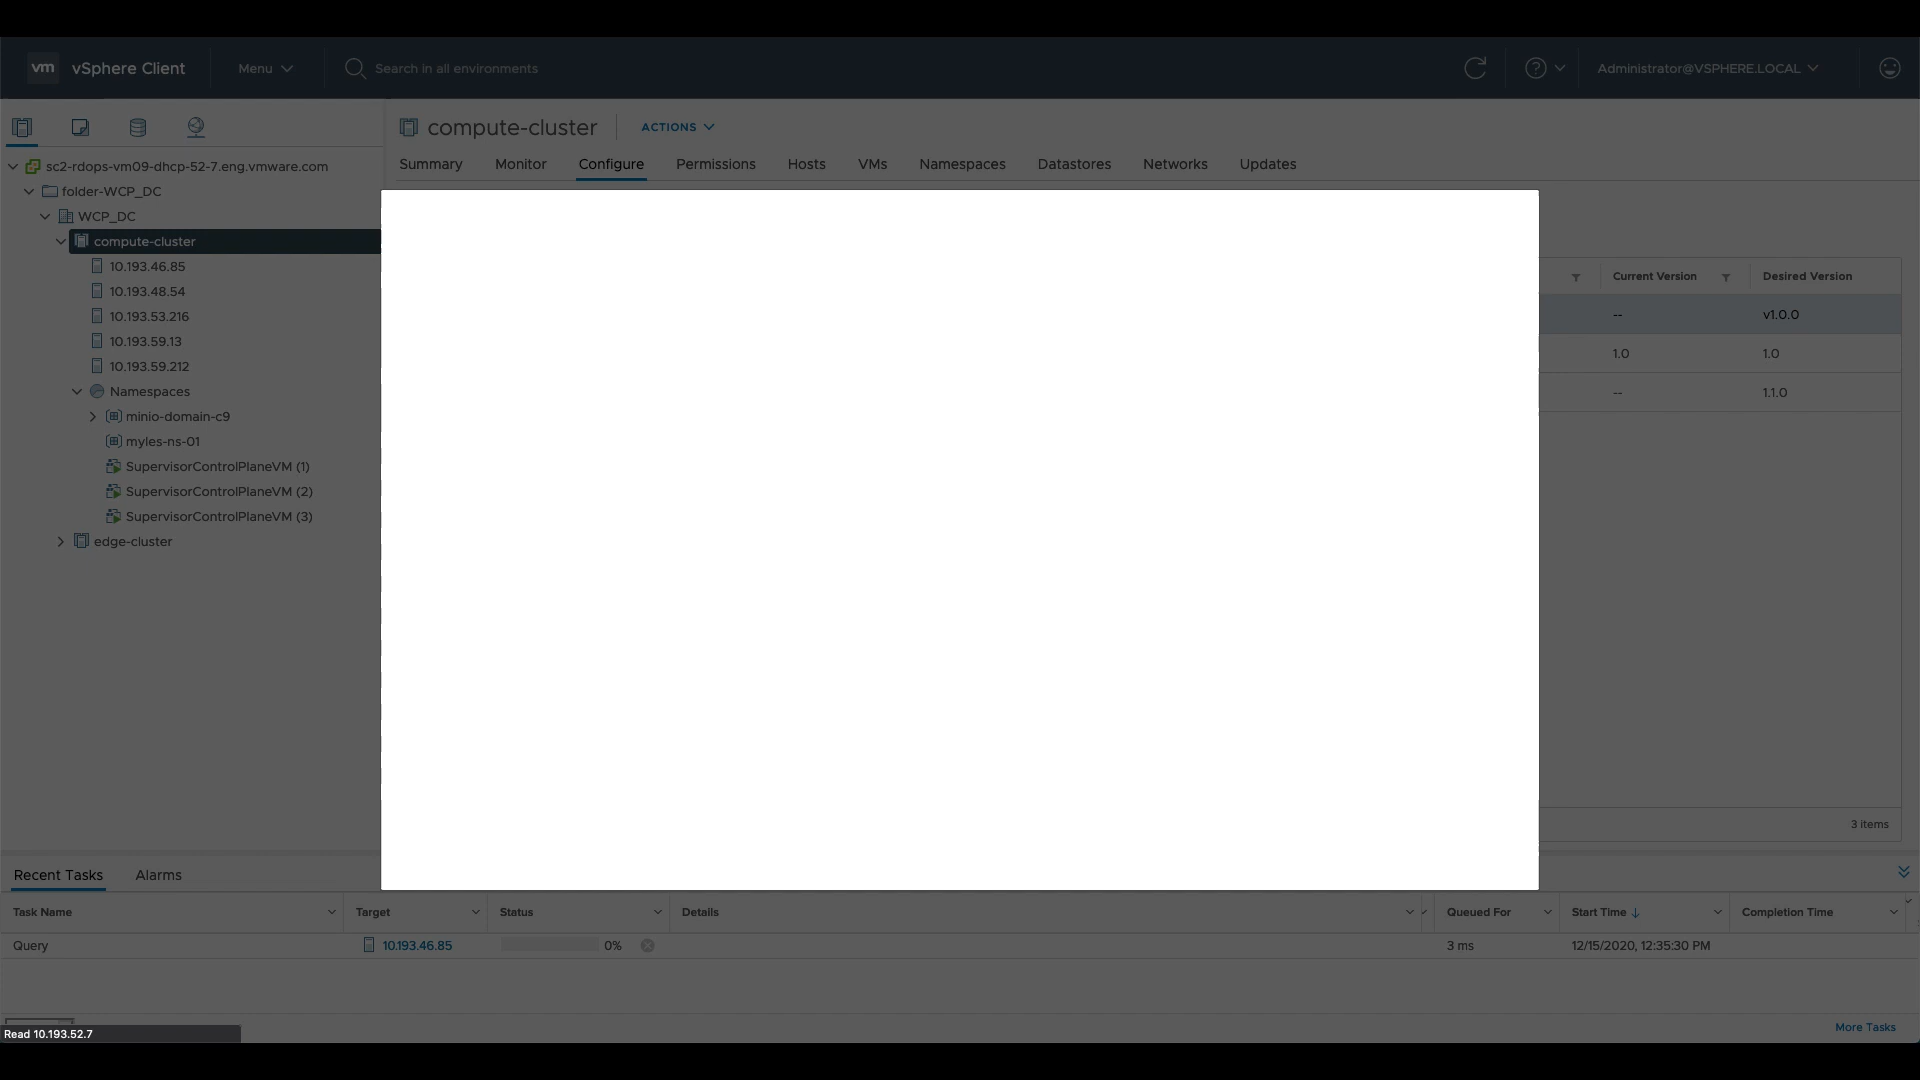 vm vSphere Client Menu Search in all environments Administrator@VSPHERE.LOCAL
compute-cluster ACTIONS
Summary Monitor Configure Permissions Hosts VMs Namespaces Datastores Networks Updates
sc2-rdops-vm09-dhcp-52-7.eng.vmware.com
folder-WCP_DC
WCP_DC
compute-cluster
10.193.46.85
10.193.48.54
10.193.53.216
10.193.59.13
10.193.59.212
Namespaces
minio-domain-c9
myles-ns-01
SupervisorControlPlaneVM (1)
SupervisorControlPlaneVM (2)
SupervisorControlPlaneVM (3)
edge-cluster
Current Version Desired Version
-- v1.0.0
1.0 1.0
-- 1.1.0
3 items
Recent Tasks Alarms
Task Name Target Status Details Queued For Start Time Completion Time
Query 10.193.46.85 0% 3 ms 12/15/2020, 12:35:30 PM
More Tasks
Read 10.193.52.7